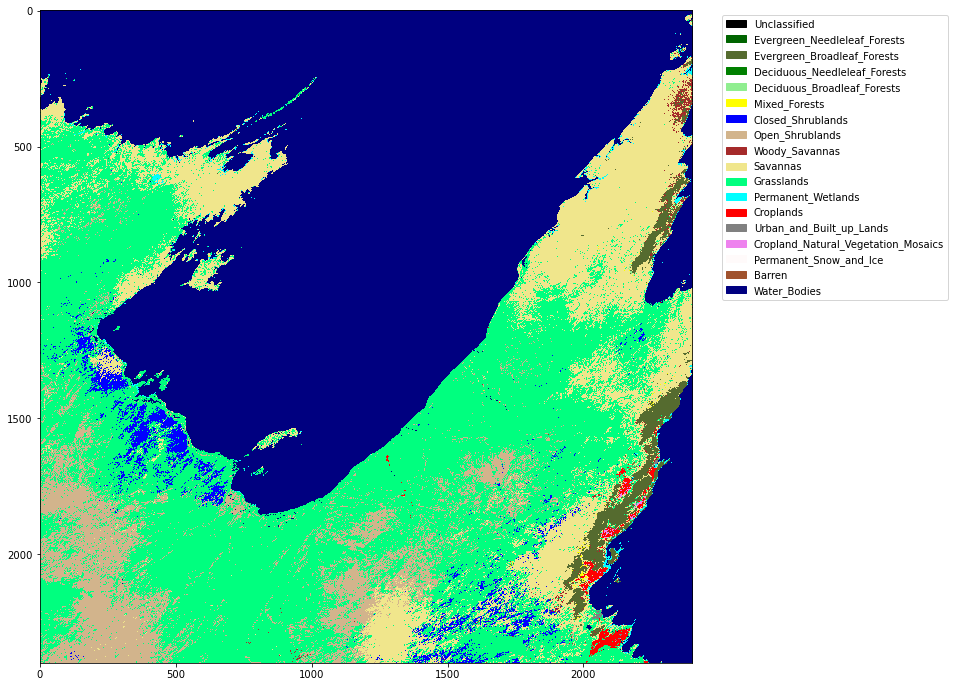 0
500
1000
1500
2000
0
500
1000
1500
2000
Unclassified
Evergreen_Needleleaf_Forests
Evergreen_Broadleaf_Forests
Deciduous_Needleleaf_Forests
Deciduous_Broadleaf_Forests
Mixed_Forests
Closed_Shrublands
Open_Shrublands
Woody_Savannas
Savannas
Grasslands
Permanent_Wetlands
Croplands
Urban_and_Built_up_Lands
Cropland_Natural_Vegetation_Mosaics
Permanent_Snow_and_Ice
Barren
Water_Bodies